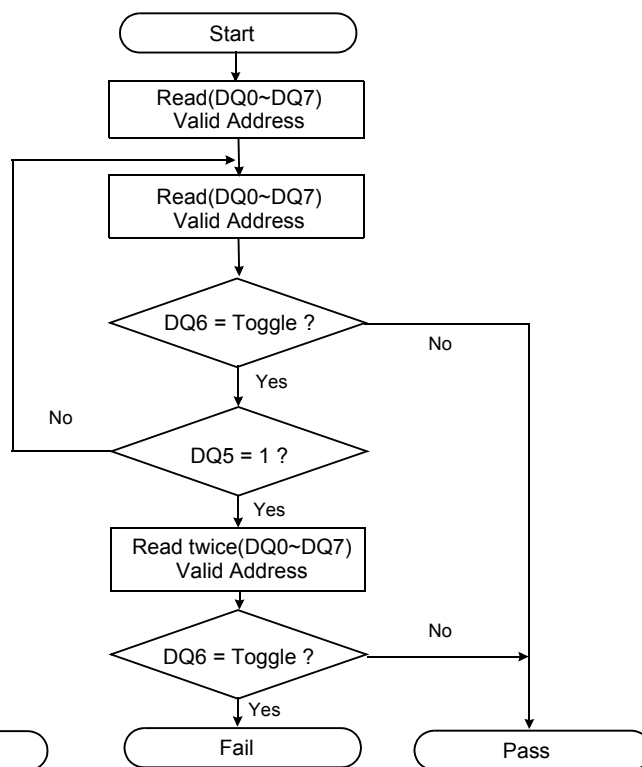 Start
Read(DQ0~DQ7)
Valid Address
Read(DQ0~DQ7)
Valid Address
DQ6 = Toggle ?
No
Yes
No
DQ5 = 1 ?
Yes
Read twice(DQ0~DQ7)
Valid Address
No
DQ6 = Toggle ?
Yes
Fail
Pass